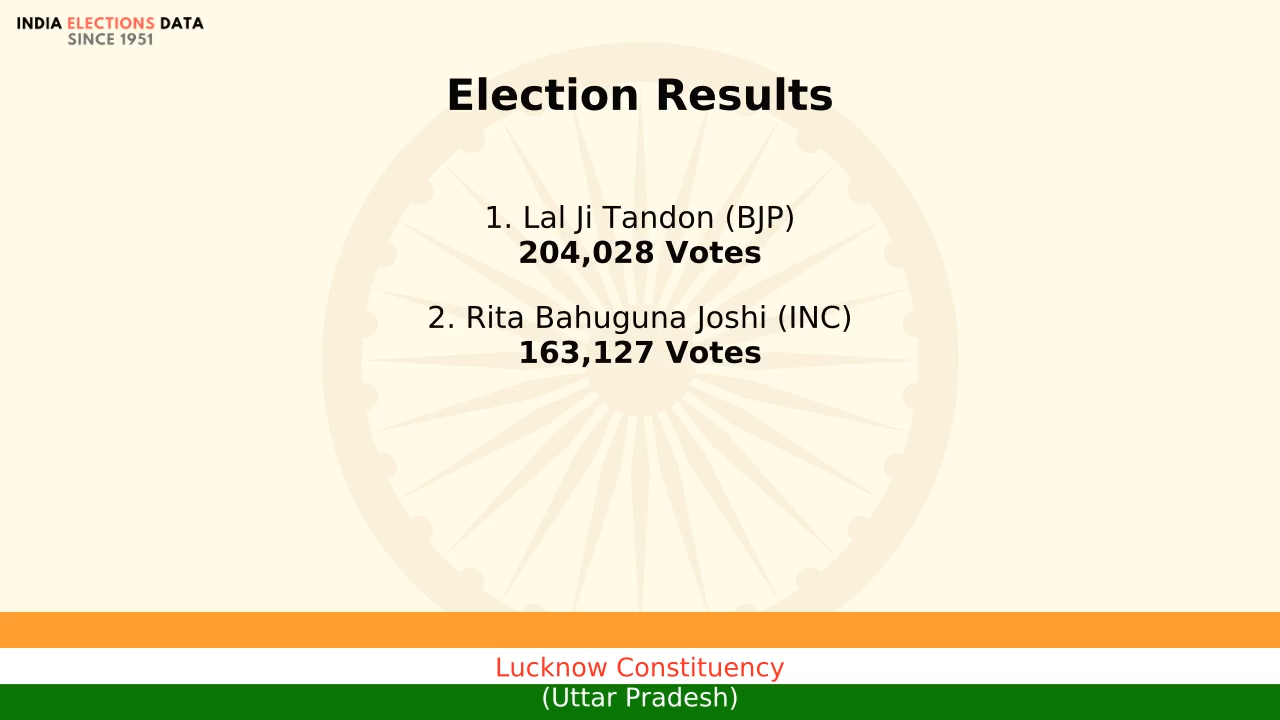 INDIA ELECTIONS DATA
SINCE 1951
Election Results
1. Lal Ji Tandon (BJP)
204,028 Votes
2. Rita Bahuguna Joshi (INC)
163,127 Votes
Lucknow Constituency
(Uttar Pradesh)